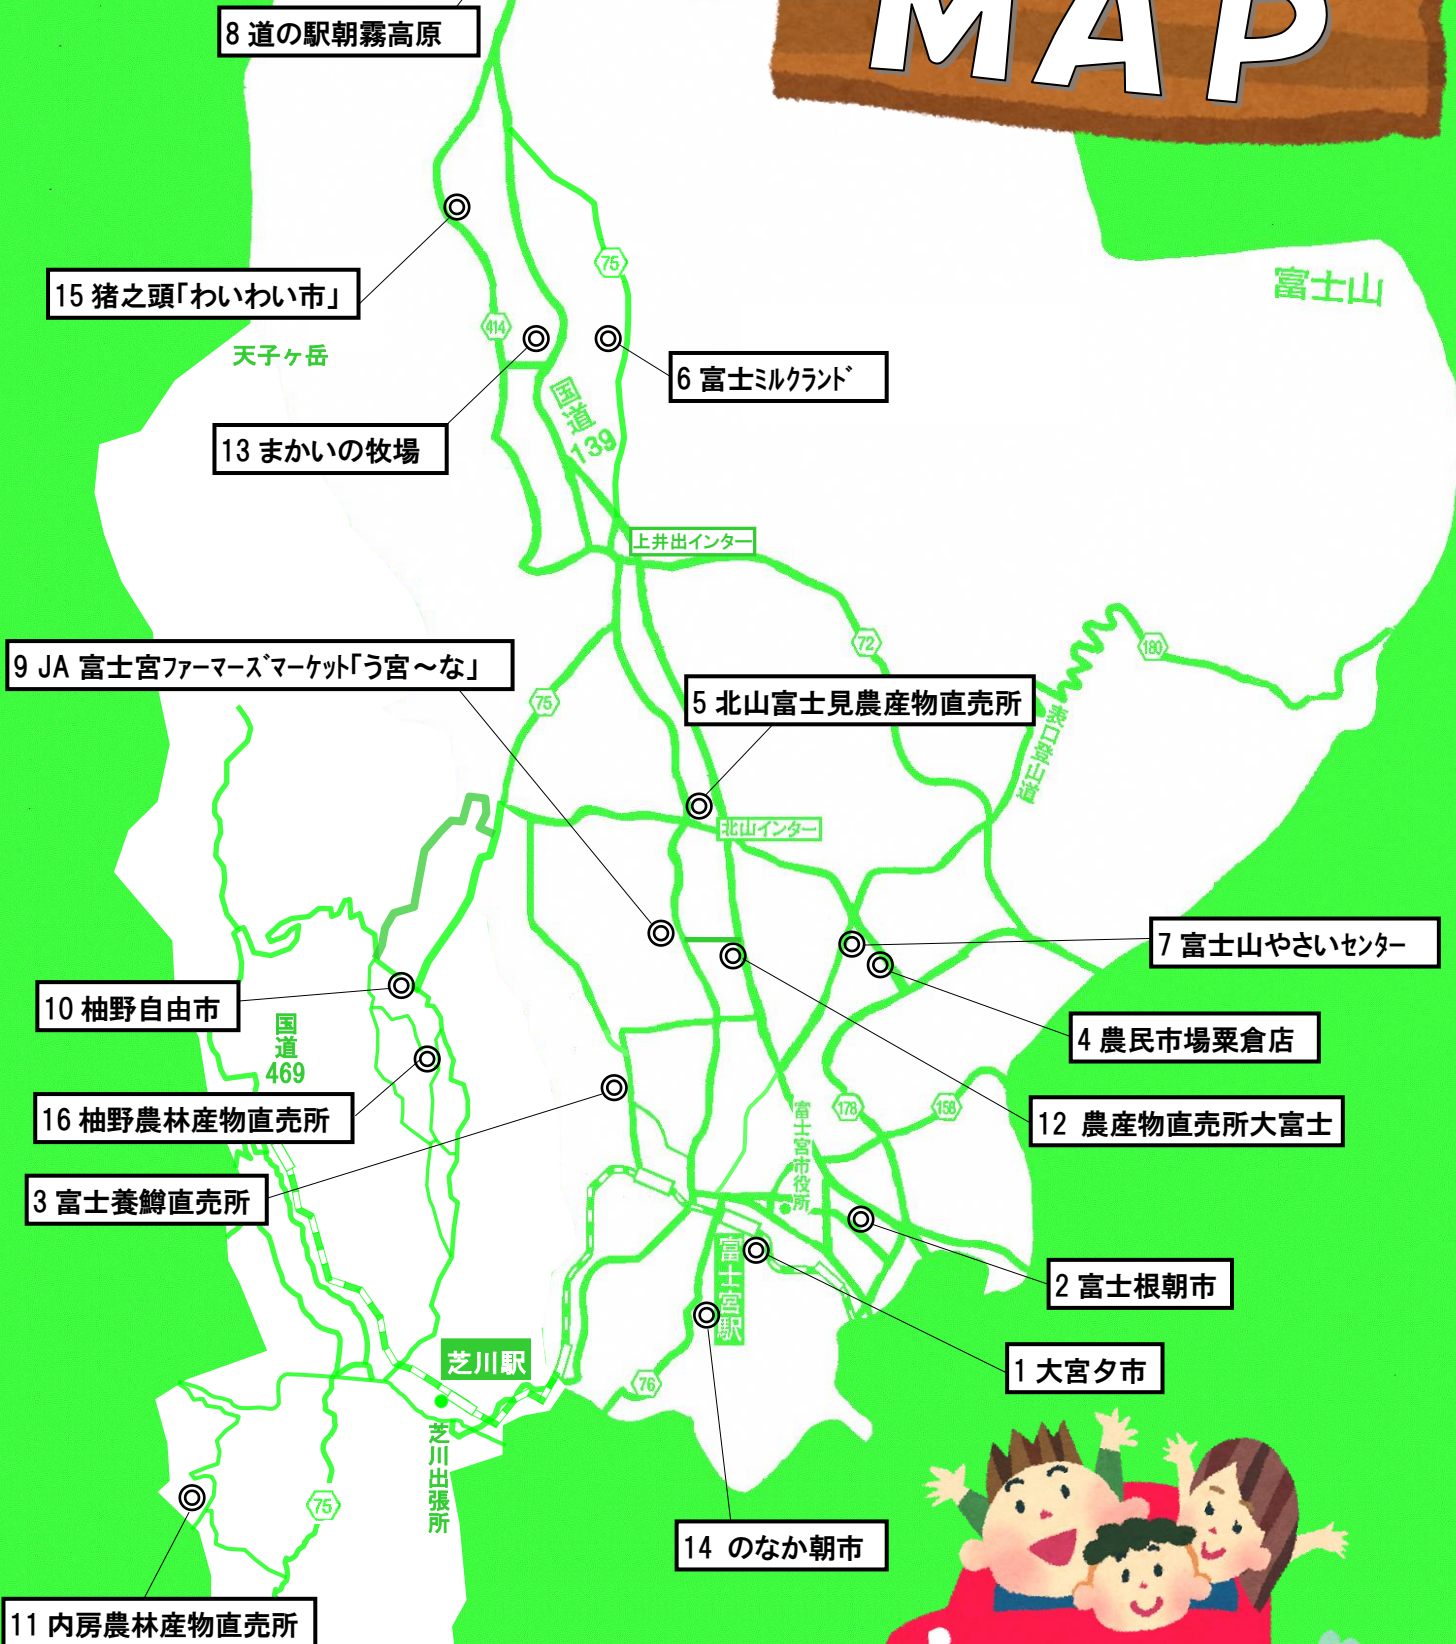 MAP
8 道の駅朝霧高原
75
富士山
15 猪之頭「わいわい市」
414
天子ヶ岳
6 富士ミルクランド
国道
139
13 まかいの牧場
上井出インター
72
180
9 JA 富士宮ファーマーズマーケット「う宮～な」
75
5 北山富士見農産物直売所
表口登山道
北山インター
7 富士山やさいセンター
10 柚野自由市
国道
469
4 農民市場粟倉店
16 柚野農林産物直売所
富士宮市役所
178
158
12 農産物直売所大富士
3 富士養鱒直売所
富士宮駅
2 富士根朝市
芝川駅
1 大宮夕市
76
芝川出張所
75
14 のなか朝市
11 内房農林産物直売所